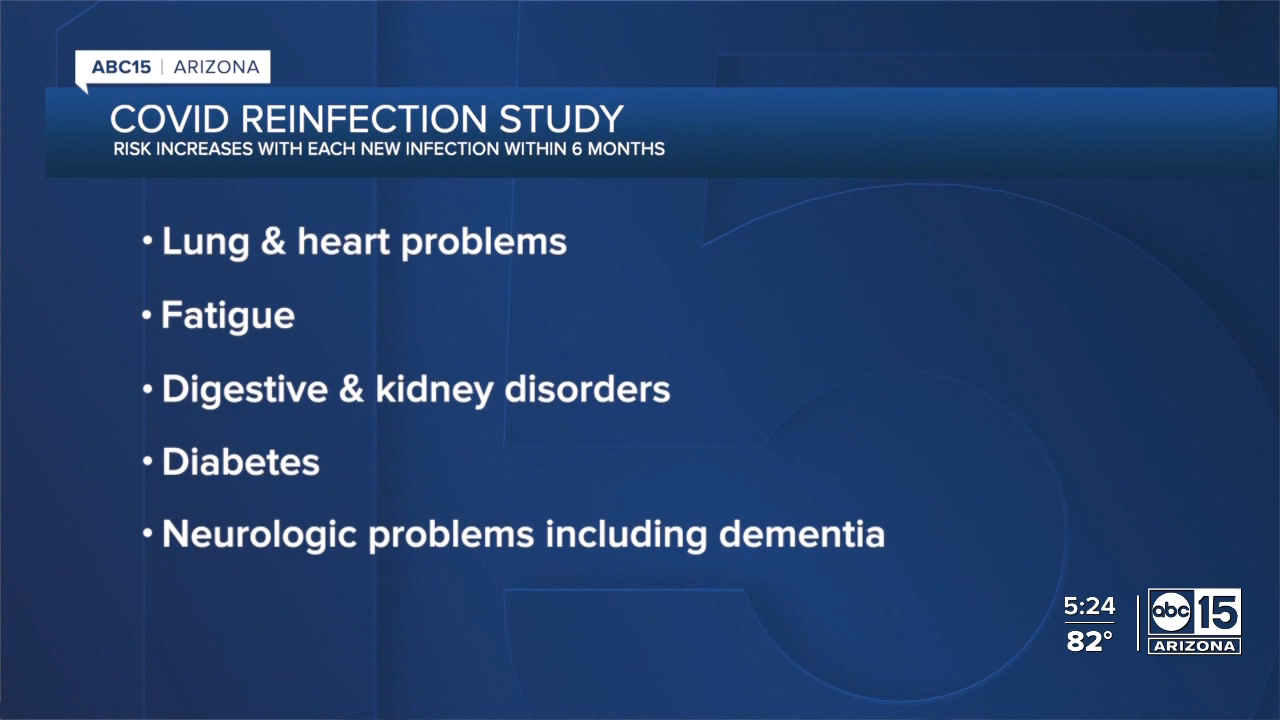 ABC15 | ARIZONA
COVID REINFECTION STUDY
RISK INCREASES WITH EACH NEW INFECTION WITHIN 6 MONTHS
• Lung & heart problems
• Fatigue
• Digestive & kidney disorders
• Diabetes
• Neurologic problems including dementia
5:24
82°
abc 15
ARIZONA